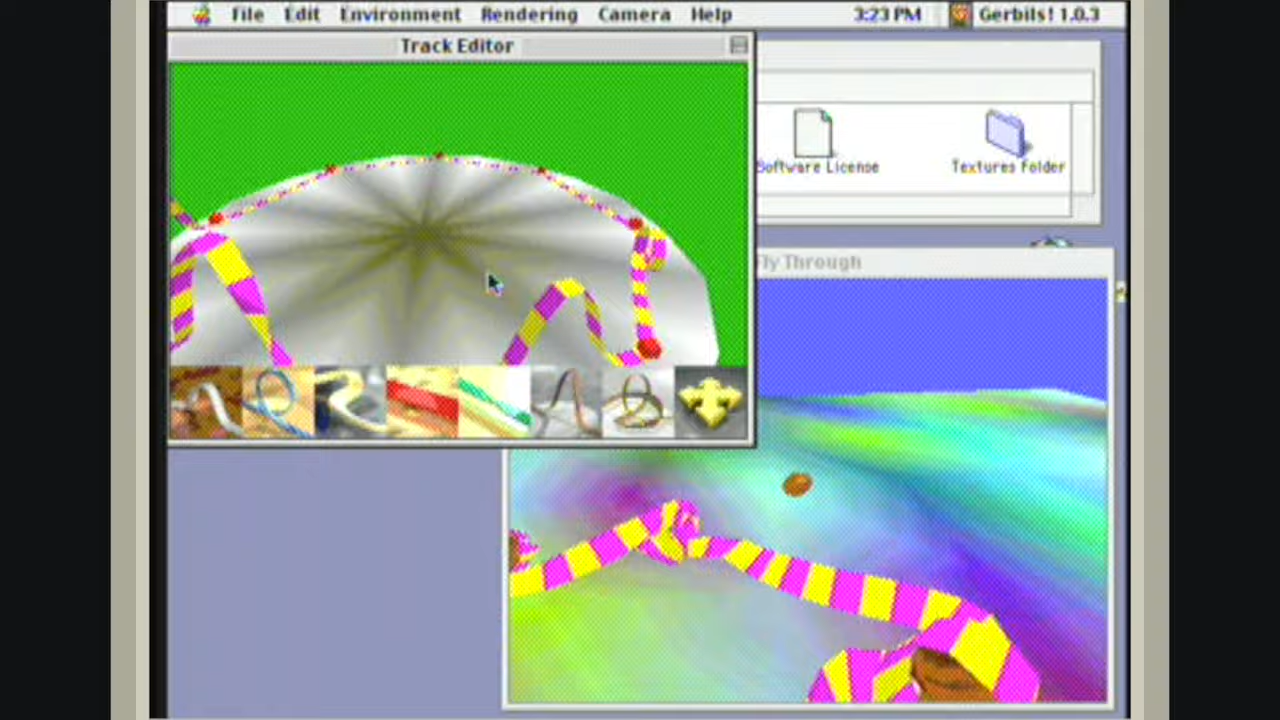 File Edit Environment Rendering Camera Help 3:23 PM Gerbils! 1.0.3
Track Editor
Software License Textures Folder
Fly Through